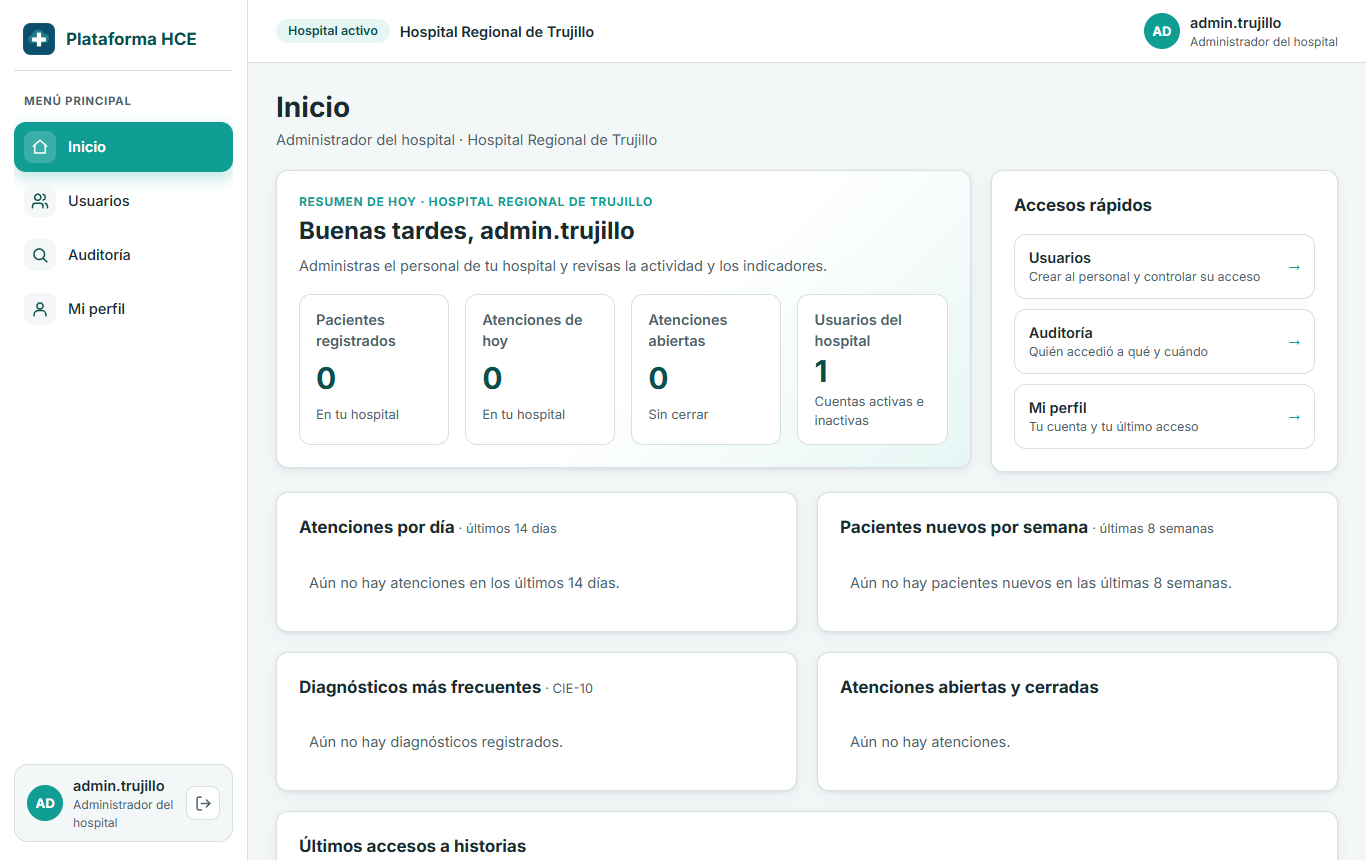 Plataforma HCE
MENÚ PRINCIPAL
Inicio
Usuarios
Auditoría
Mi perfil
AD
admin.trujillo
Administrador del
hospital
Hospital activo
Hospital Regional de Trujillo
AD
admin.trujillo
Administrador del hospital
Inicio
Administrador del hospital · Hospital Regional de Trujillo
RESUMEN DE HOY · HOSPITAL REGIONAL DE TRUJILLO
Buenas tardes, admin.trujillo
Administras el personal de tu hospital y revisas la actividad y los indicadores.
Pacientes
registrados
0
En tu hospital
Atenciones de
hoy
0
En tu hospital
Atenciones
abiertas
0
Sin cerrar
Usuarios del
hospital
1
Cuentas activas e
inactivas
Accesos rápidos
Usuarios
Crear al personal y controlar su acceso
→
Auditoría
Quién accedió a qué y cuándo
→
Mi perfil
Tu cuenta y tu último acceso
→
Atenciones por día · últimos 14 días
Aún no hay atenciones en los últimos 14 días.
Pacientes nuevos por semana · últimas 8 semanas
Aún no hay pacientes nuevos en las últimas 8 semanas.
Diagnósticos más frecuentes · CIE-10
Aún no hay diagnósticos registrados.
Atenciones abiertas y cerradas
Aún no hay atenciones.
Últimos accesos a historias